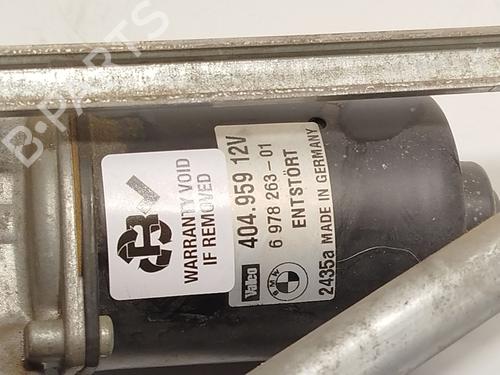 B-PARTS
WARRANTY VOID
IF REMOVED
Valeo
404.959 12V
6 978 263-01
BMW
ENTSTÖRT
2435a MADE IN GERMANY